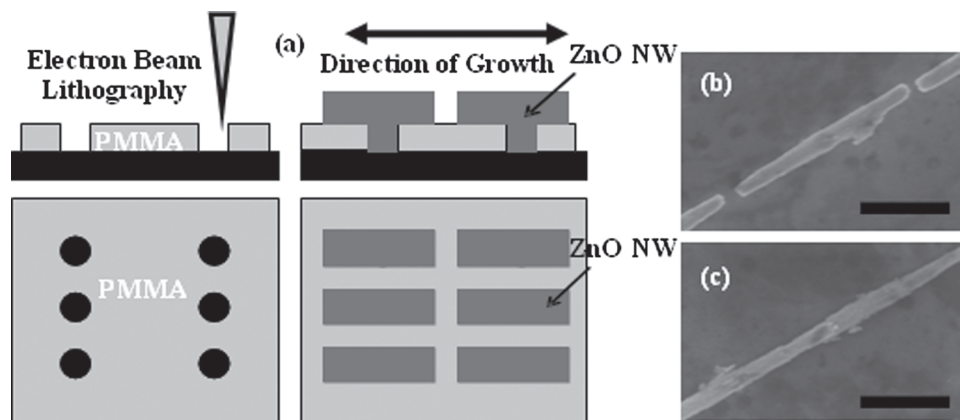 Electron Beam
Lithography
PMMA
PMMA
(a)
Direction of Growth
ZnO NW
ZnO NW
(b)
(c)